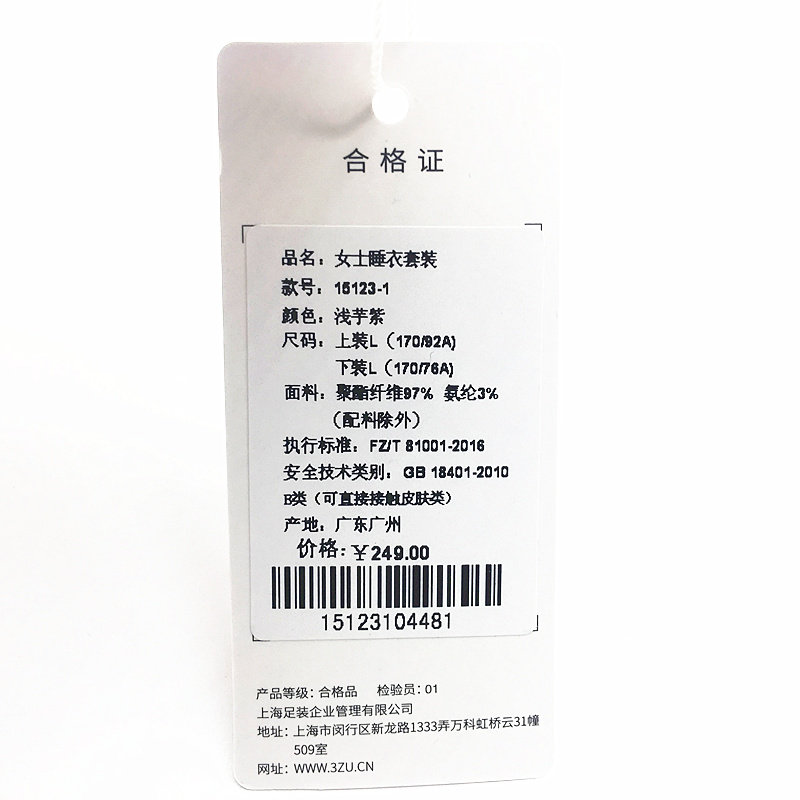 合格证
品名：女士睡衣套装
款号：15123-1
颜色：浅芋紫
尺码：上装L（170/92A)
下装L（170/76A)
面料：聚酯纤维97% 氨纶3%
（配料除外）
执行标准：FZ/T 81001-2016
安全技术类别：GB 18401-2010
B类（可直接接触皮肤类）
产地：广东广州
价格:￥249.00
15123104481
产品等级：合格品 检验员：01
上海足装企业管理有限公司
地址：上海市闵行区新龙路1333弄万科虹桥云31幢
509室
网址：WWW.3ZU.CN